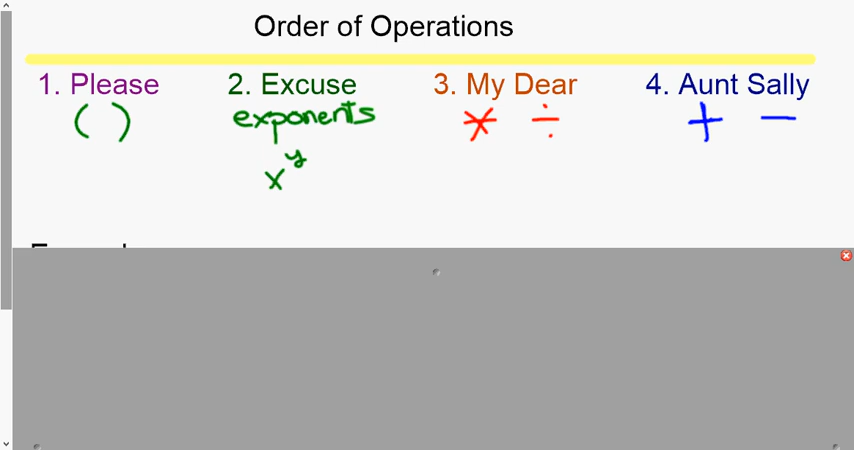 Order of Operations
1. Please 2. Excuse 3. My Dear 4. Aunt Sally
( ) exponents * ÷ + −
x^y